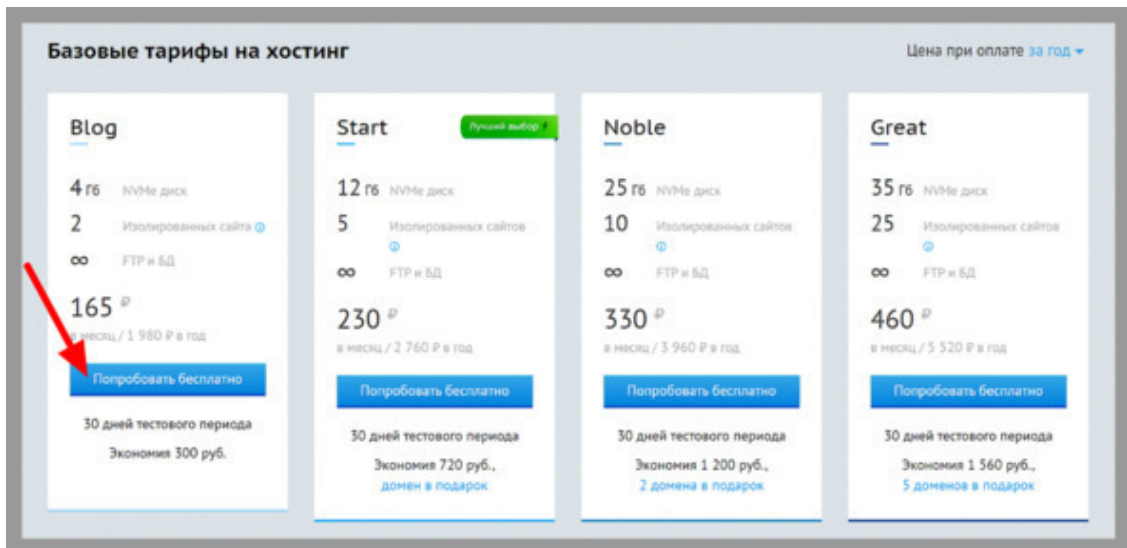 Базовые тарифы на хостинг
Цена при оплате за год
Blog
4 Гб NVMe диск
2 Изолированных сайта
∞ FTP и БД
165 ₽
в месяц / 1 980 ₽ в год
Попробовать бесплатно
30 дней тестового периода
Экономия 300 руб.
Start
Лучший выбор
12 Гб NVMe диск
5 Изолированных сайтов
∞ FTP и БД
230 ₽
в месяц / 2 760 ₽ в год
Попробовать бесплатно
30 дней тестового периода
Экономия 720 руб.,
домен в подарок
Noble
25 Гб NVMe диск
10 Изолированных сайтов
∞ FTP и БД
330 ₽
в месяц / 3 960 ₽ в год
Попробовать бесплатно
30 дней тестового периода
Экономия 1 200 руб.,
2 домена в подарок
Great
35 Гб NVMe диск
25 Изолированных сайтов
∞ FTP и БД
460 ₽
в месяц / 5 520 ₽ в год
Попробовать бесплатно
30 дней тестового периода
Экономия 1 560 руб.,
5 доменов в подарок